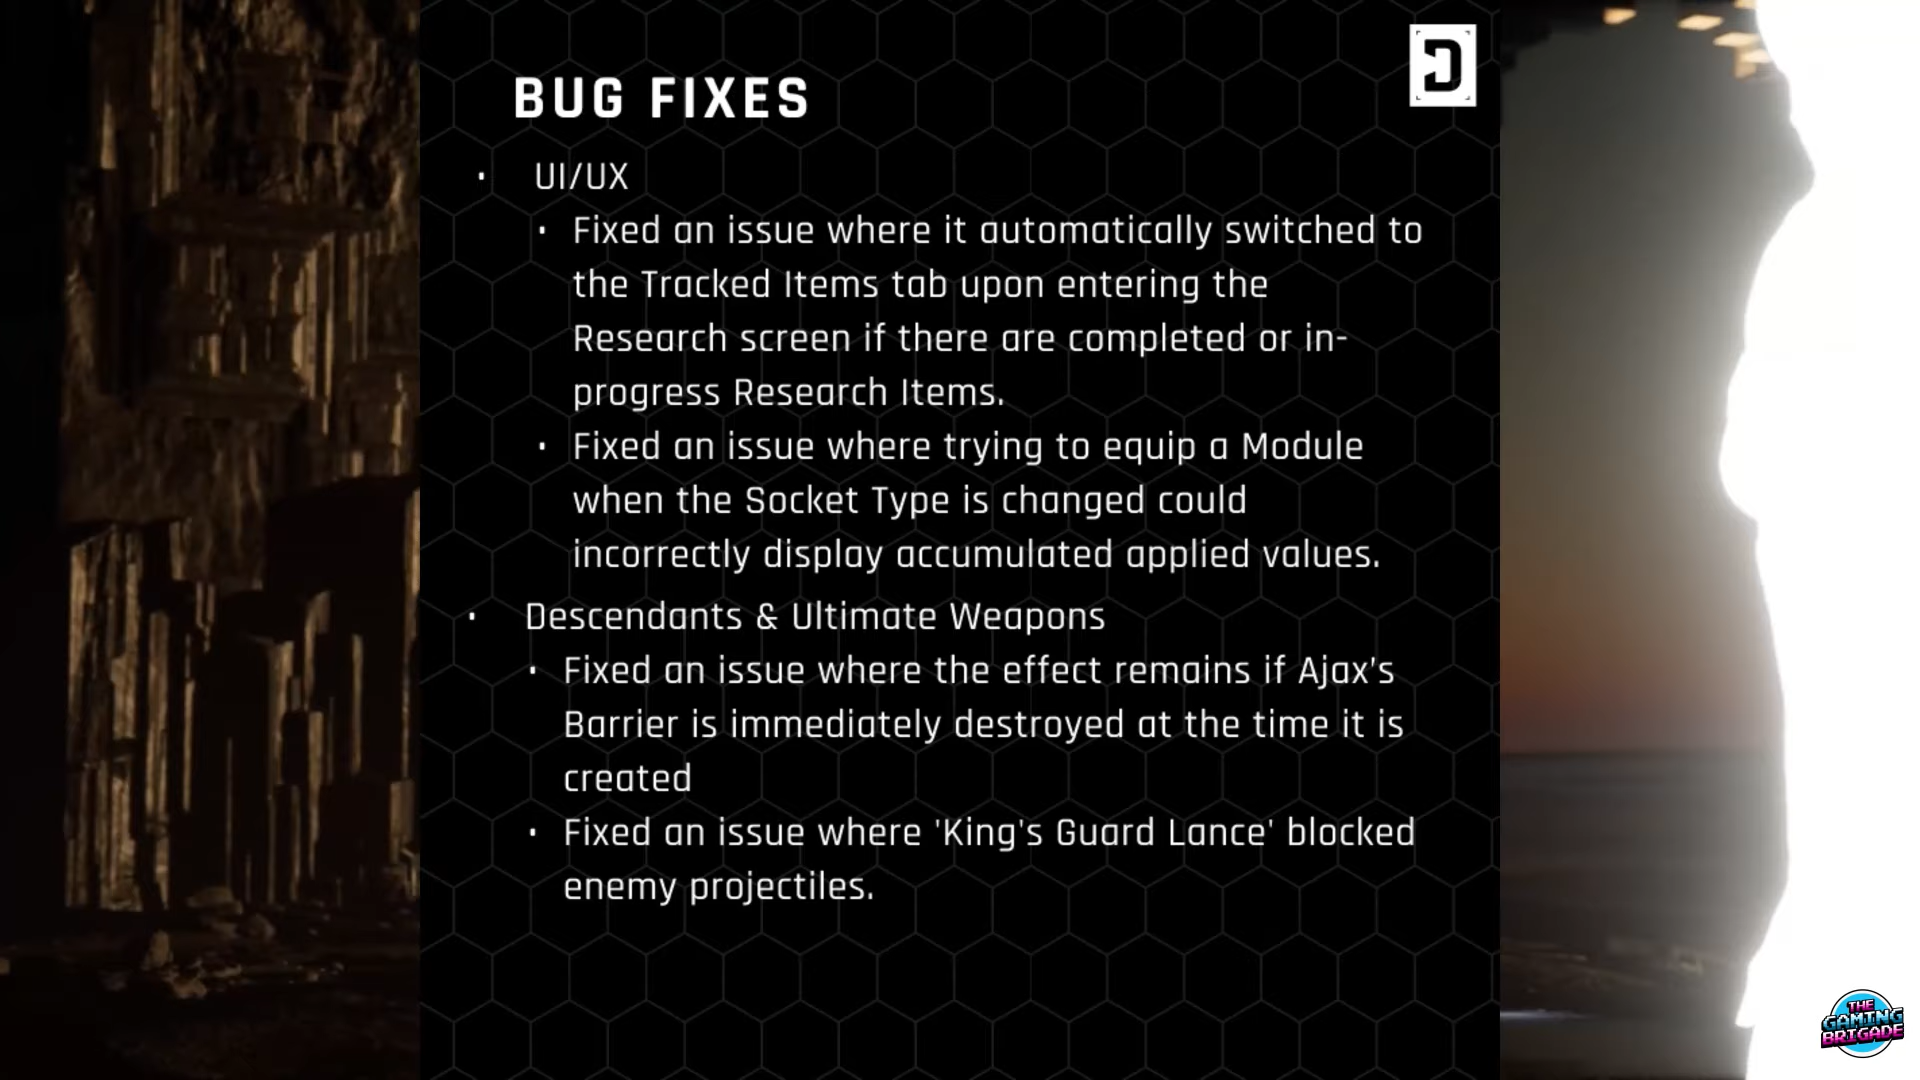 BUG FIXES
· UI/UX
· Fixed an issue where it automatically switched to
the Tracked Items tab upon entering the
Research screen if there are completed or in-
progress Research Items.
· Fixed an issue where trying to equip a Module
when the Socket Type is changed could
incorrectly display accumulated applied values.
· Descendants & Ultimate Weapons
· Fixed an issue where the effect remains if Ajax's
Barrier is immediately destroyed at the time it is
created
· Fixed an issue where 'King's Guard Lance' blocked
enemy projectiles.
THE
GAMING
BRIGADE